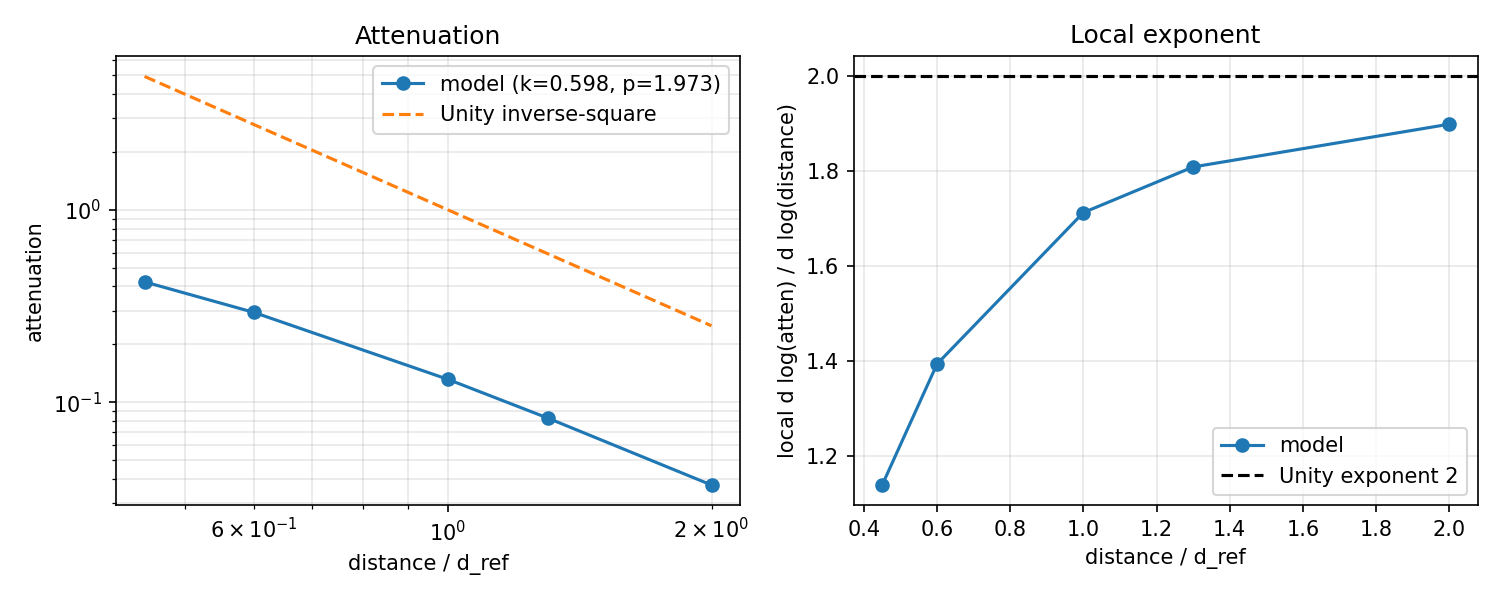 Attenuation
model (k=0.598, p=1.973)
Unity inverse-square
attenuation
10⁰
10⁻¹
6 × 10⁻¹
10⁰
2 × 10⁰
distance / d_ref
Local exponent
local d log(atten) / d log(distance)
2.0
1.8
1.6
1.4
1.2
model
Unity exponent 2
0.4
0.6
0.8
1.0
1.2
1.4
1.6
1.8
2.0
distance / d_ref